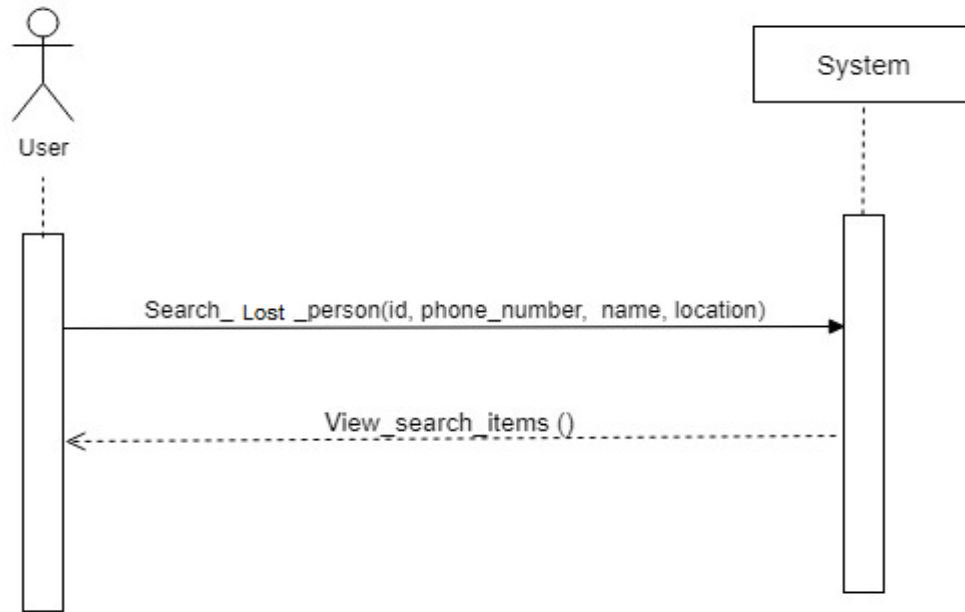 System
User
Search_ Lost _person(id, phone_number, name, location)
View_search_items ()